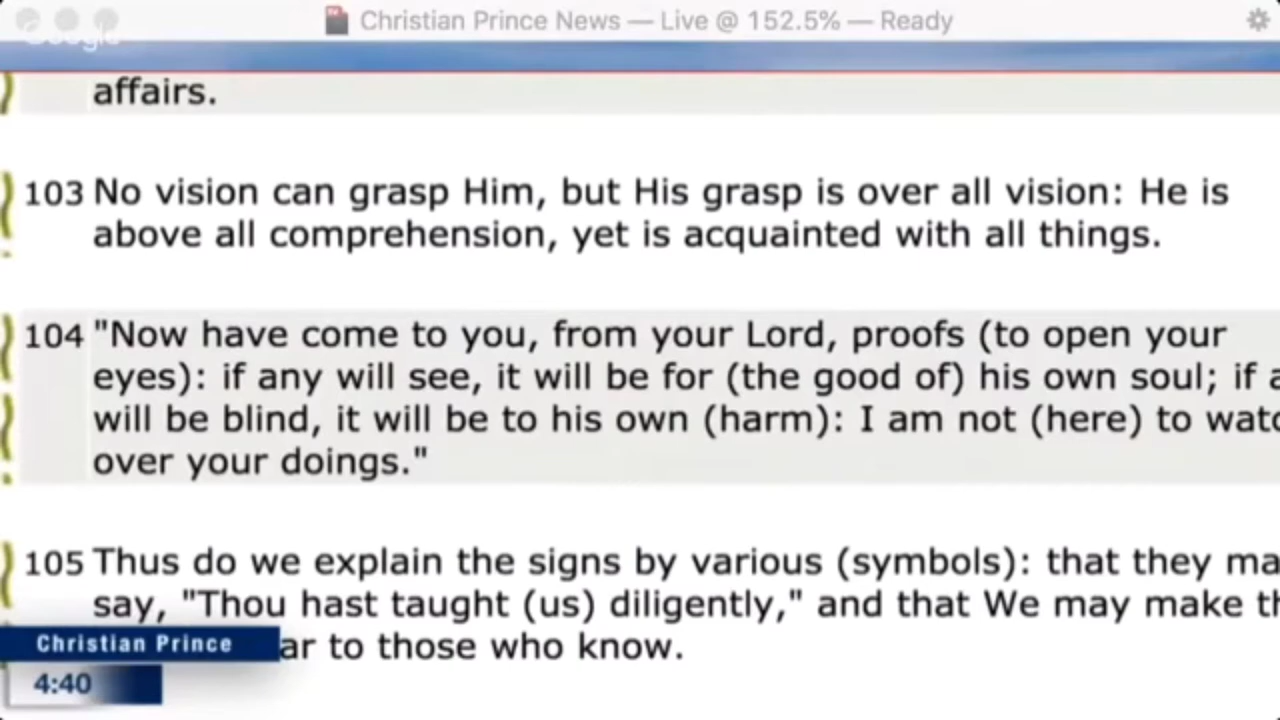 Christian Prince News — Live @ 152.5% — Ready
Google
affairs.
103 No vision can grasp Him, but His grasp is over all vision: He is
above all comprehension, yet is acquainted with all things.
104 "Now have come to you, from your Lord, proofs (to open your
eyes): if any will see, it will be for (the good of) his own soul; if a
will be blind, it will be to his own (harm): I am not (here) to watc
over your doings."
105 Thus do we explain the signs by various (symbols): that they ma
say, "Thou hast taught (us) diligently," and that We may make th
ar to those who know.
Christian Prince
4:40